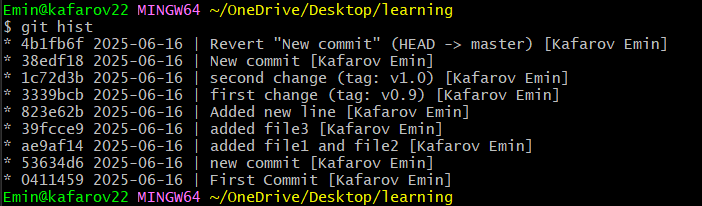 Emin@kafarov22 MINGW64 ~/OneDrive/Desktop/learning
$ git hist
* 4b1fb6f 2025-06-16 | Revert "New commit" (HEAD -> master) [Kafarov Emin]
* 38edf18 2025-06-16 | New commit [Kafarov Emin]
* 1c72d3b 2025-06-16 | second change (tag: v1.0) [Kafarov Emin]
* 3339bcb 2025-06-16 | first change (tag: v0.9) [Kafarov Emin]
* 823e62b 2025-06-16 | Added new line [Kafarov Emin]
* 39fcce9 2025-06-16 | added file3 [Kafarov Emin]
* ae9af14 2025-06-16 | added file1 and file2 [Kafarov Emin]
* 53634d6 2025-06-16 | new commit [Kafarov Emin]
* 0411459 2025-06-16 | First Commit [Kafarov Emin]
Emin@kafarov22 MINGW64 ~/OneDrive/Desktop/learning